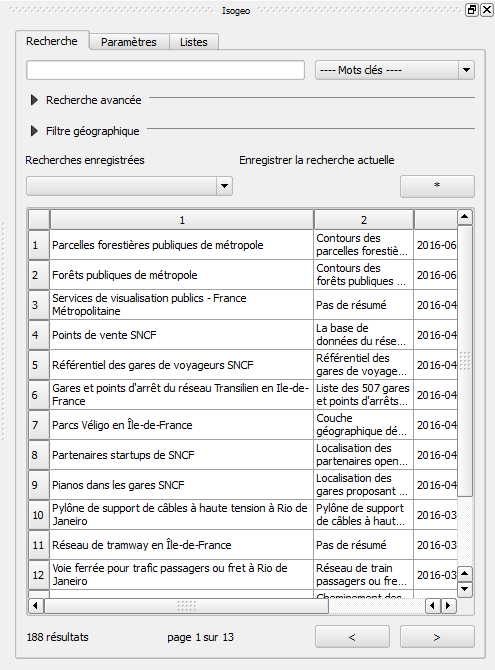 Isogeo
Recherche Paramètres Listes
---- Mots clés ----
Recherche avancée
Filtre géographique
Recherches enregistrées Enregistrer la recherche actuelle
*
1 2
1 Parcelles forestières publiques de métropole Contours des parcelles forestiè... 2016-06
2 Forêts publiques de métropole Contours des forêts publiques ... 2016-06
3 Services de visualisation publics - France Métropolitaine Pas de résumé 2016-04
4 Points de vente SNCF La base de données du rése... 2016-04
5 Référentiel des gares de voyageurs SNCF Référentiel des gares de voyage... 2016-04
6 Gares et points d'arrêt du réseau Transilien en Ile-de-France Liste des 507 gares et points d'arrêts... 2016-04
7 Parcs Véligo en Île-de-France Couche géographique dé... 2016-04
8 Partenaires startups de SNCF Localisation des partenaires open... 2016-04
9 Pianos dans les gares SNCF Localisation des gares proposant ... 2016-04
10 Pylône de support de câbles à haute tension à Rio de Janeiro Pylône de support de câbles à haut... 2016-03
11 Réseau de tramway en Île-de-France Pas de résumé 2016-03
12 Voie ferrée pour trafic passagers ou fret à Rio de Janeiro Réseau de train passagers ou fre... 2016-03
Cheminement des
188 résultats page 1 sur 13 < >